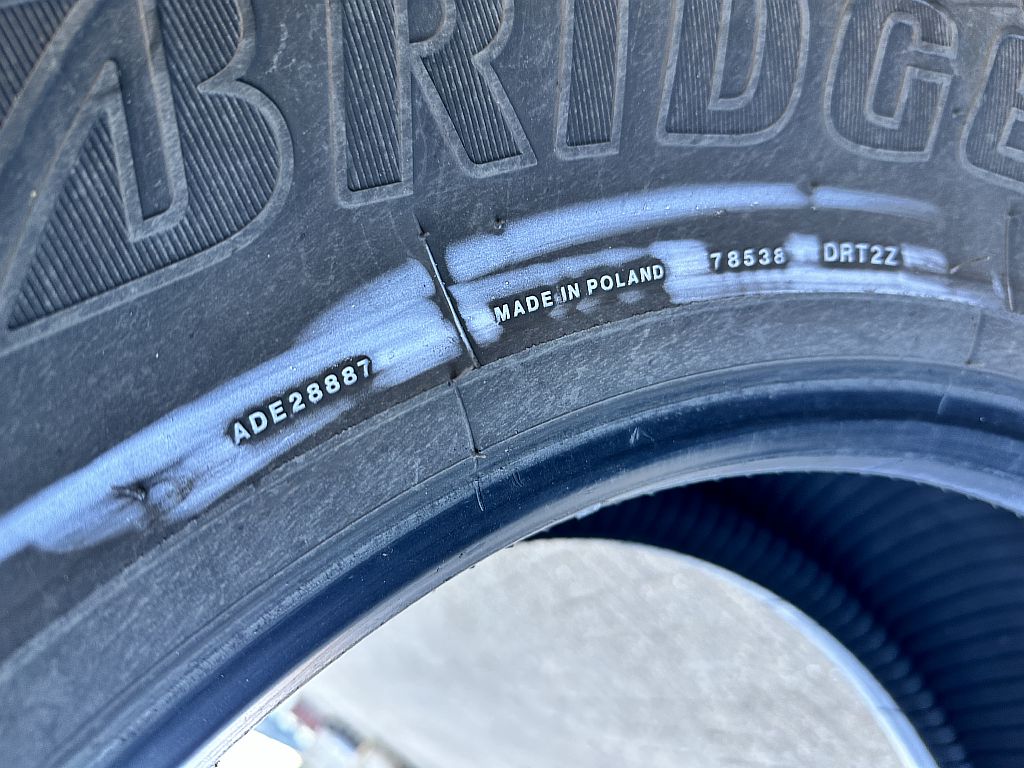 BRIDGE
MADE IN POLAND 78538 DRT2Z
ADE28887